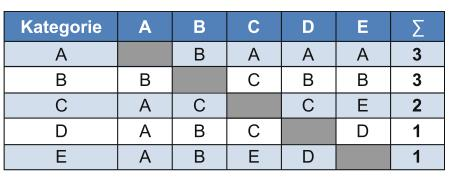 Kategorie A B C D E ∑
A B A A A 3
B B C B B 3
C A C C E 2
D A B C D 1
E A B E D 1